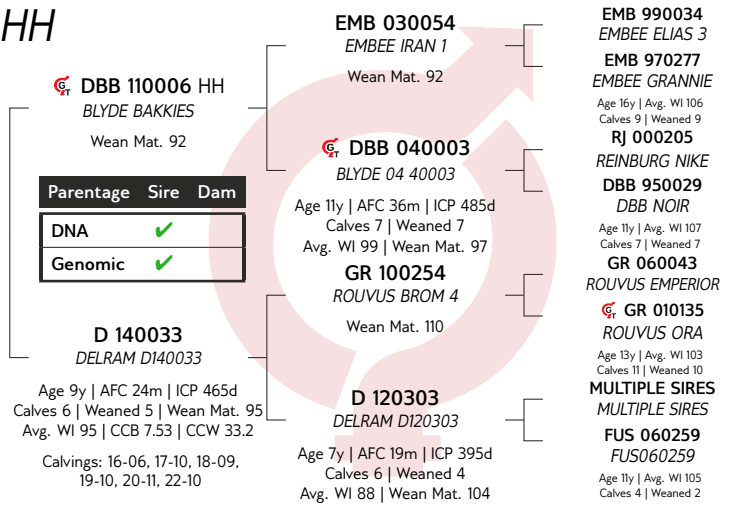 HH
DBB 110006 HH
BLYDE BAKKIES
Wean Mat. 92
Parentage Sire Dam
DNA ✔
Genomic ✔
D 140033
DELRAM D140033
Age 9y | AFC 24m | ICP 465d
Calves 6 | Weaned 5 | Wean Mat. 95
Avg. WI 95 | CCB 7.53 | CCW 33.2
Calvings: 16-06, 17-10, 18-09,
19-10, 20-11, 22-10
EMB 030054
EMBEE IRAN 1
Wean Mat. 92
GT DBB 040003
BLYDE 04 40003
Age 11y | AFC 36m | ICP 485d
Calves 7 | Weaned 7
Avg. WI 99 | Wean Mat. 97
GR 100254
ROUVUS BROM 4
Wean Mat. 110
D 120303
DELRAM D120303
Age 7y | AFC 19m | ICP 395d
Calves 6 | Weaned 4
Avg. WI 88 | Wean Mat. 104
EMB 990034
EMBEE ELIAS 3
EMB 970277
EMBEE GRANNIE
Age 16y | Avg. WI 106
Calves 9 | Weaned 9
RJ 000205
REINBURG NIKE
DBB 950029
DBB NOIR
Age 11y | Avg. WI 107
Calves 7 | Weaned 7
GR 060043
ROUVUS EMPERIOR
GT GR 010135
ROUVUS ORA
Age 13y | Avg. WI 103
Calves 11 | Weaned 10
MULTIPLE SIRES
MULTIPLE SIRES
FUS 060259
FUS060259
Age 11y | Avg. WI 105
Calves 4 | Weaned 2